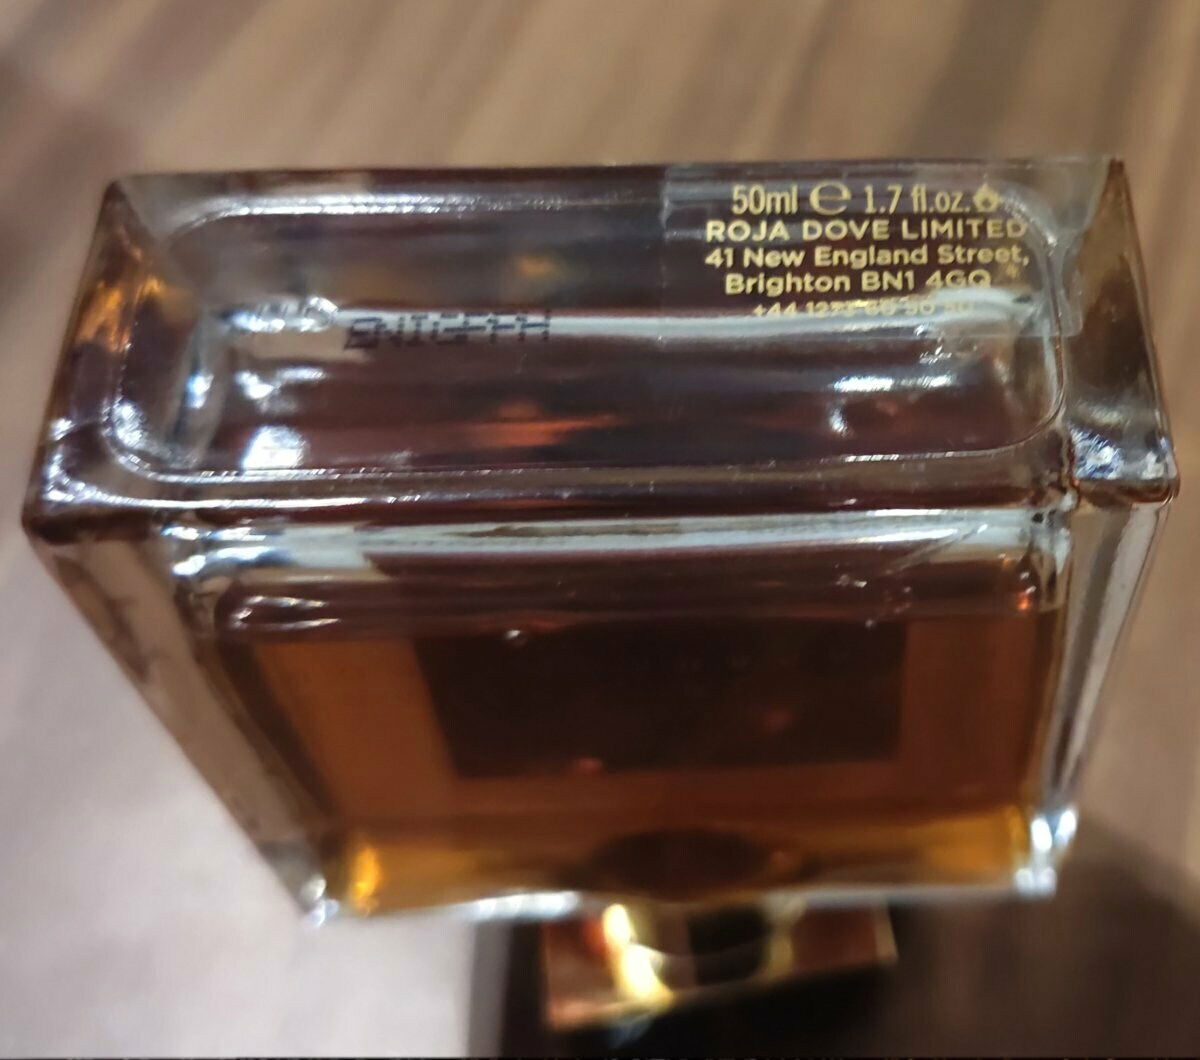 50ml ℮ 1.7 fl.oz.
ROJA DOVE LIMITED
41 New England Street,
Brighton BN1 4GQ